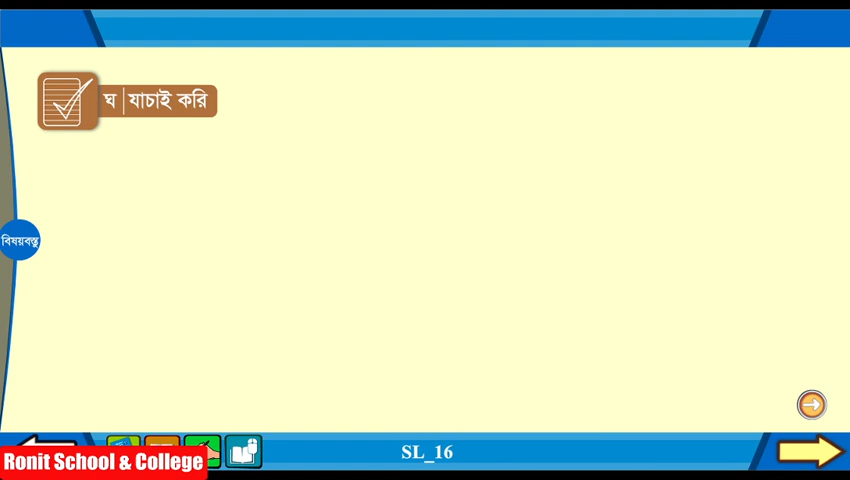 ঘ | যাচাই করি
বিষয়বস্তু
SL_16
Ronit School & College